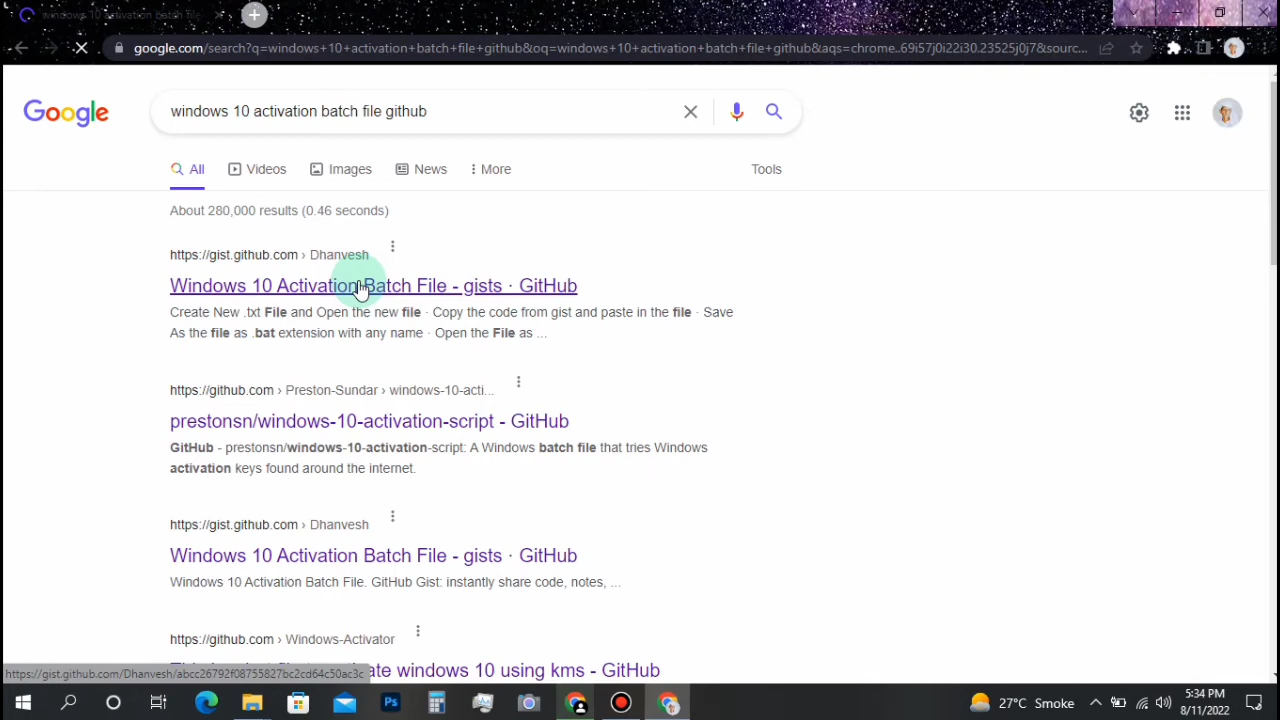 windows 10 activation batch file
google.com/search?q=windows+10+activation+batch+file+github&oq=windows+10+activation+batch+file+github&aqs=chrome..69i57j0i22i30.23525j0j7&sourc...
Google
windows 10 activation batch file github
All
Videos
Images
News
More
Tools
About 280,000 results (0.46 seconds)
https://gist.github.com › Dhanvesh
Windows 10 Activation Batch File - gists · GitHub
Create New .txt File and Open the new file · Copy the code from gist and paste in the file · Save
As the file as .bat extension with any name · Open the File as ...
https://github.com › Preston-Sundar › windows-10-acti...
prestonsn/windows-10-activation-script - GitHub
GitHub - prestonsn/windows-10-activation-script: A Windows batch file that tries Windows
activation keys found around the internet.
https://gist.github.com › Dhanvesh
Windows 10 Activation Batch File - gists · GitHub
Windows 10 Activation Batch File. GitHub Gist: instantly share code, notes, ...
https://github.com › Windows-Activator
windows 10 using kms - GitHub
https://gist.github.com/Dhanvesh/abcc26792f08755827bc2cd64c50ac3c
Ps
27°C Smoke
5:34 PM
8/11/2022